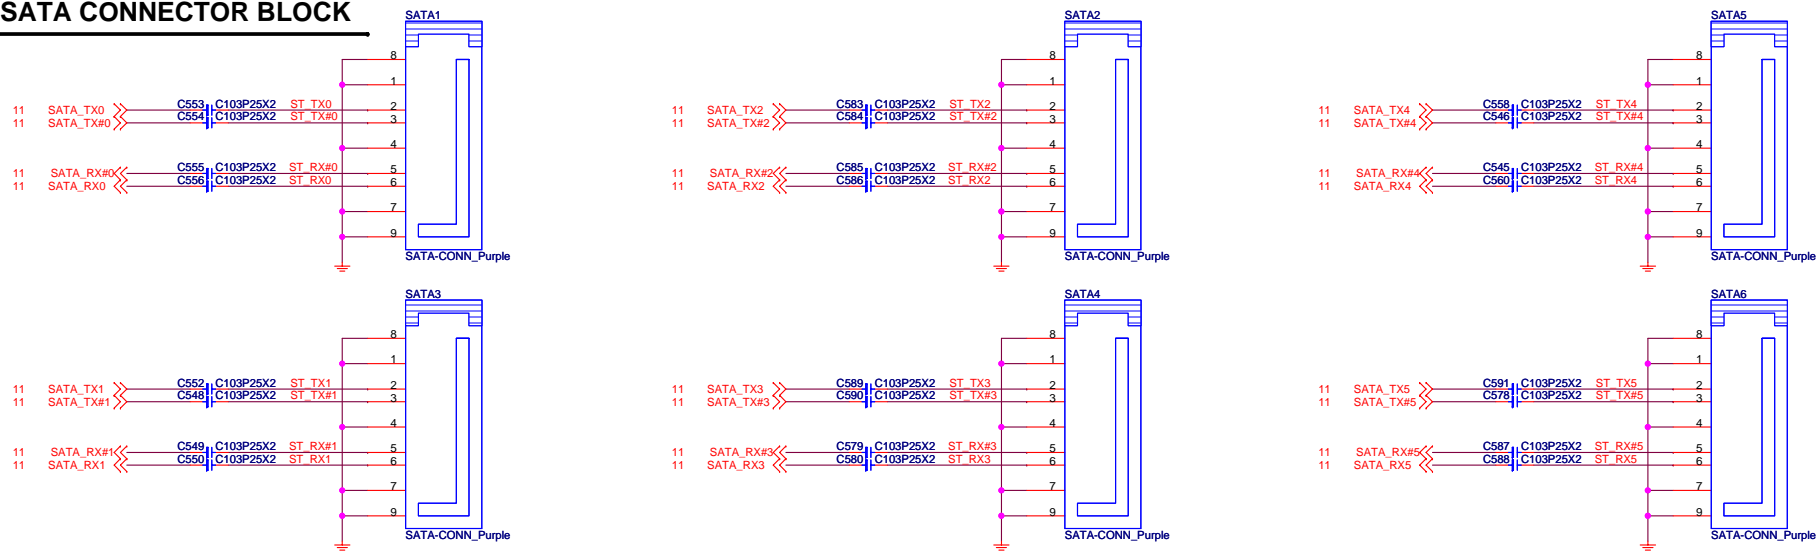 SATA CONNECTOR BLOCK
SATA1
8
1
11 SATA_TX0 C553 C103P25X2 ST_TX0 2
11 SATA_TX#0 C554 C103P25X2 ST_TX#0 3
4
11 SATA_RX#0 C555 C103P25X2 ST_RX#0 5
11 SATA_RX0 C556 C103P25X2 ST_RX0 6
7
9
SATA-CONN_Purple
SATA2
8
1
11 SATA_TX2 C583 C103P25X2 ST_TX2 2
11 SATA_TX#2 C584 C103P25X2 ST_TX#2 3
4
11 SATA_RX#2 C585 C103P25X2 ST_RX#2 5
11 SATA_RX2 C586 C103P25X2 ST_RX2 6
7
9
SATA-CONN_Purple
SATA5
8
1
11 SATA_TX4 C558 C103P25X2 ST_TX4 2
11 SATA_TX#4 C546 C103P25X2 ST_TX#4 3
4
11 SATA_RX#4 C545 C103P25X2 ST_RX#4 5
11 SATA_RX4 C560 C103P25X2 ST_RX4 6
7
9
SATA-CONN_Purple
SATA3
8
1
11 SATA_TX1 C552 C103P25X2 ST_TX1 2
11 SATA_TX#1 C548 C103P25X2 ST_TX#1 3
4
11 SATA_RX#1 C549 C103P25X2 ST_RX#1 5
11 SATA_RX1 C550 C103P25X2 ST_RX1 6
7
9
SATA-CONN_Purple
SATA4
8
1
11 SATA_TX3 C589 C103P25X2 ST_TX3 2
11 SATA_TX#3 C590 C103P25X2 ST_TX#3 3
4
11 SATA_RX#3 C579 C103P25X2 ST_RX#3 5
11 SATA_RX3 C580 C103P25X2 ST_RX3 6
7
9
SATA-CONN_Purple
SATA6
8
1
11 SATA_TX5 C591 C103P25X2 ST_TX5 2
11 SATA_TX#5 C578 C103P25X2 ST_TX#5 3
4
11 SATA_RX#5 C587 C103P25X2 ST_RX#5 5
11 SATA_RX5 C588 C103P25X2 ST_RX5 6
7
9
SATA-CONN_Purple